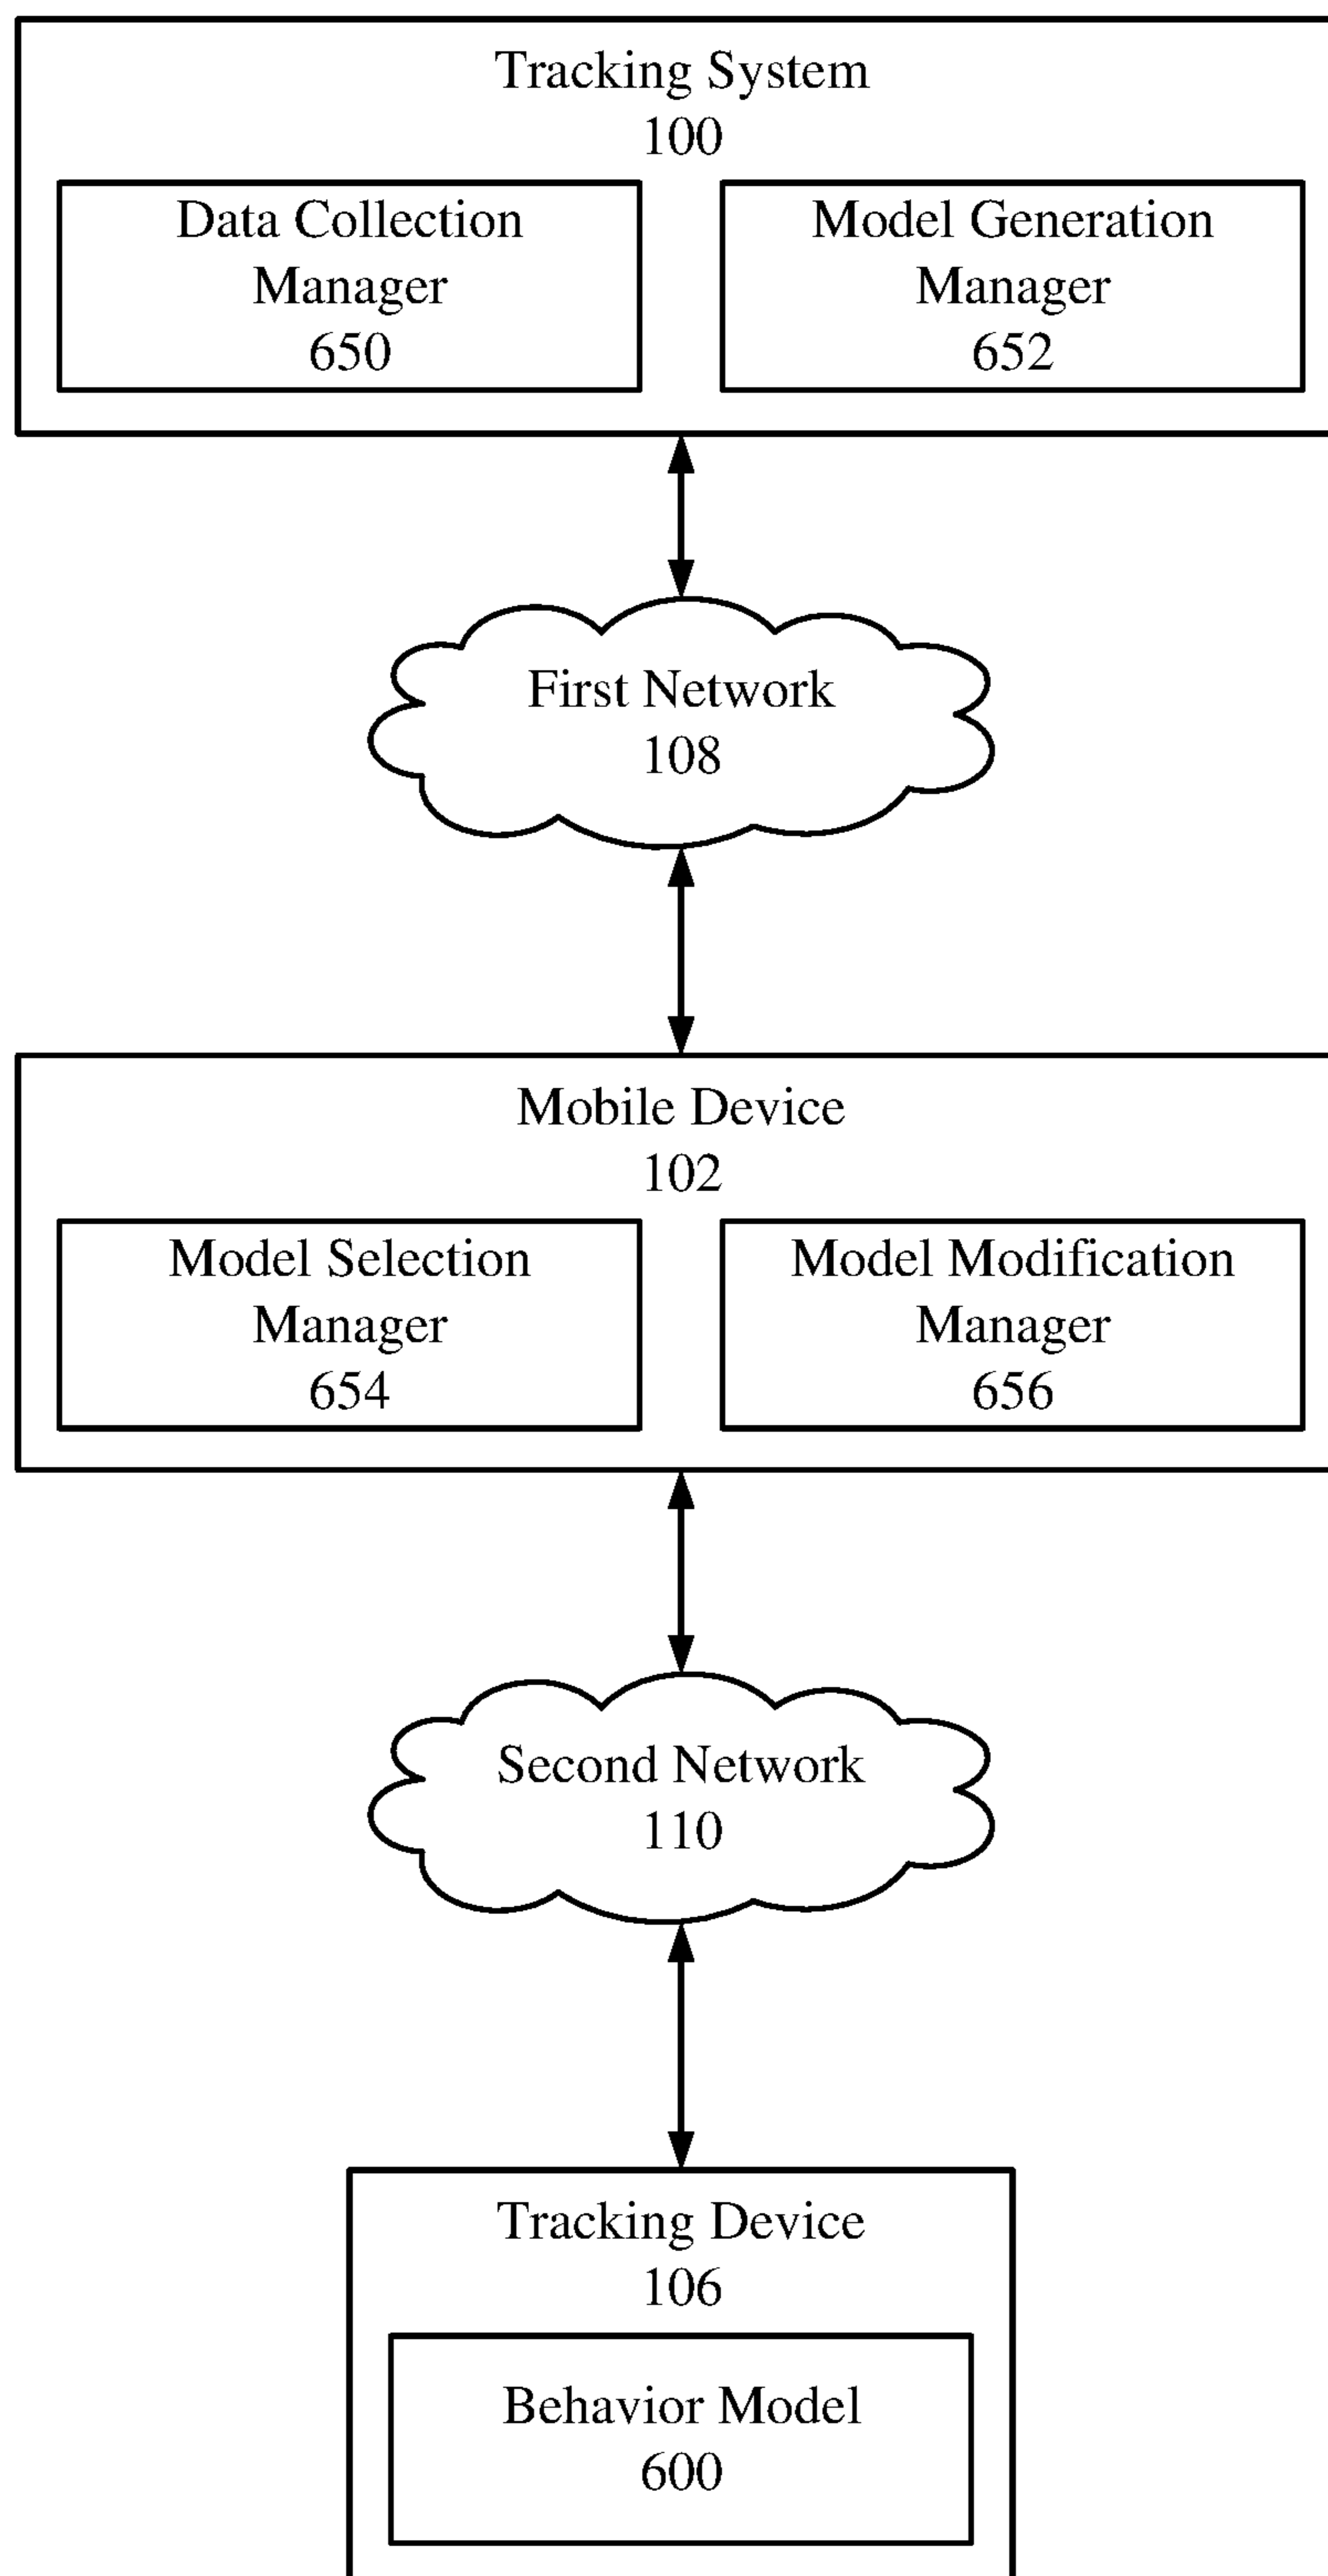 Tracking System
100
Data Collection
Manager
650
Model Generation
Manager
652
First Network
108
Mobile Device
102
Model Selection
Manager
654
Model Modification
Manager
656
Second Network
110
Tracking Device
106
Behavior Model
600